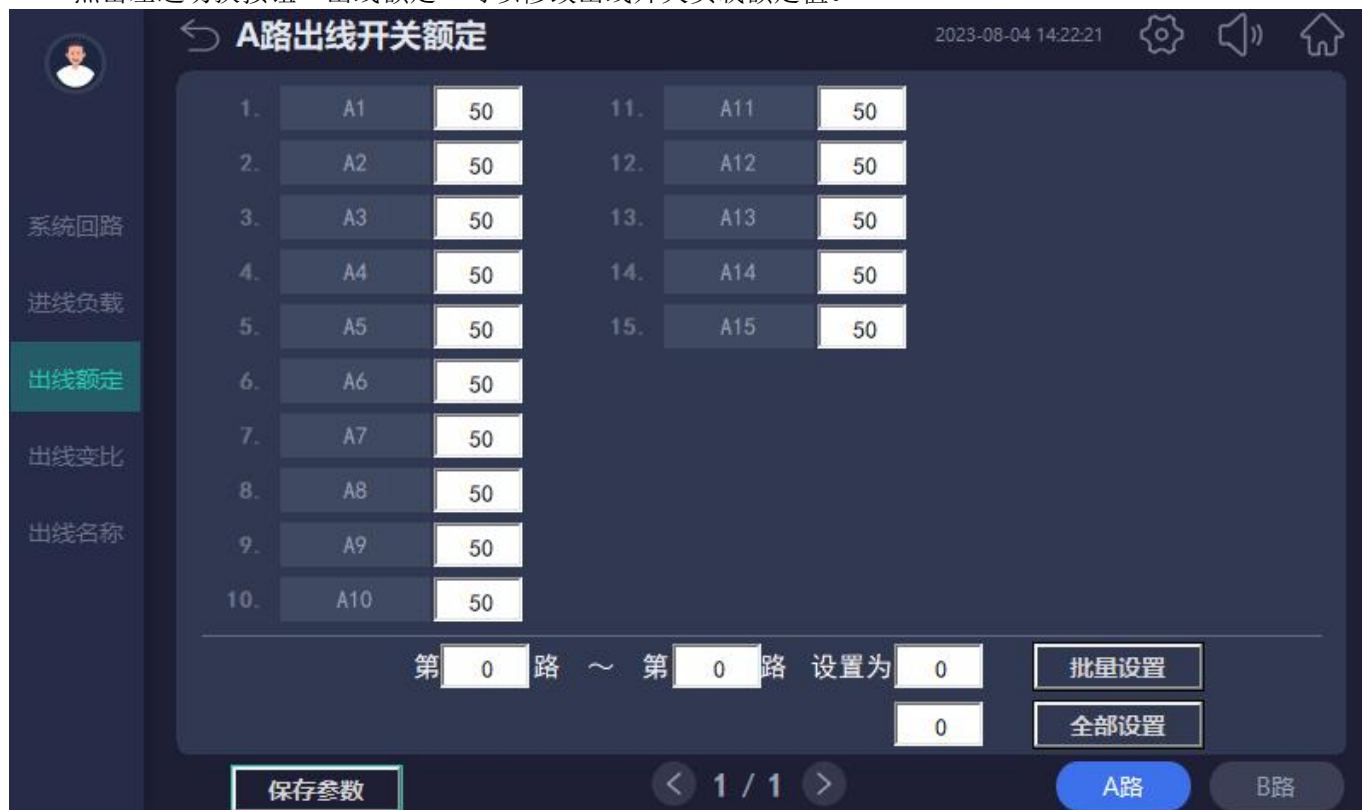 A路出线开关额定 2023-08-04 14:22:21
系统回路
进线负载
出线额定
出线变比
出线名称
1. A1 50 11. A11 50
2. A2 50 12. A12 50
3. A3 50 13. A13 50
4. A4 50 14. A14 50
5. A5 50 15. A15 50
6. A6 50
7. A7 50
8. A8 50
9. A9 50
10. A10 50
第 0 路 ～ 第 0 路 设置为 0 批量设置
0 全部设置
保存参数 < 1 / 1 > A路 B路